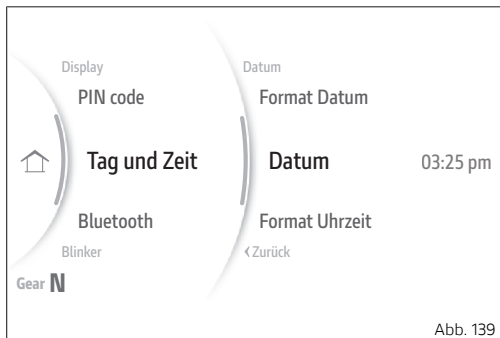 Display
Datum
PIN code
Format Datum
Tag und Zeit
Datum
03:25 pm
Bluetooth
Format Uhrzeit
Blinker
‹Zurück
Gear N
Abb. 139